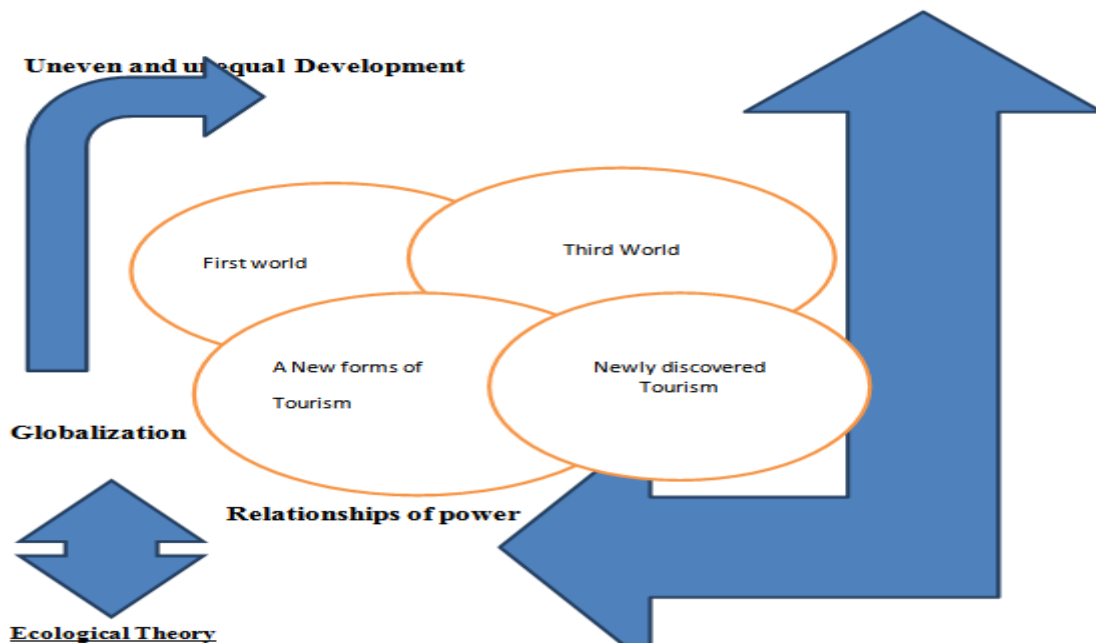 Uneven and unequal Development
Third World
First world
A New forms of
Tourism
Newly discovered
Tourism
Globalization
Relationships of power
Ecological Theory